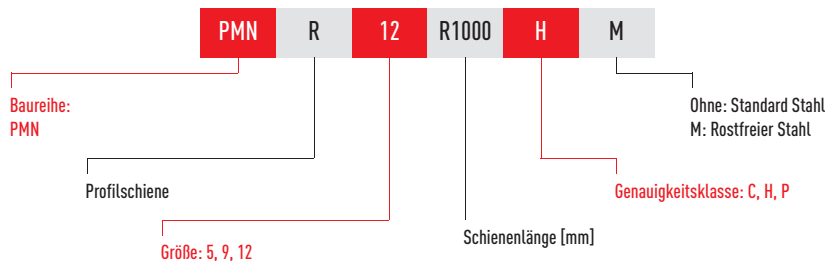 PMN R 12 R1000 H M
Baureihe:
PMN
Ohne: Standard Stahl
M: Rostfreier Stahl
Profilschiene
Genauigkeitsklasse: C, H, P
Größe: 5, 9, 12
Schienenlänge [mm]